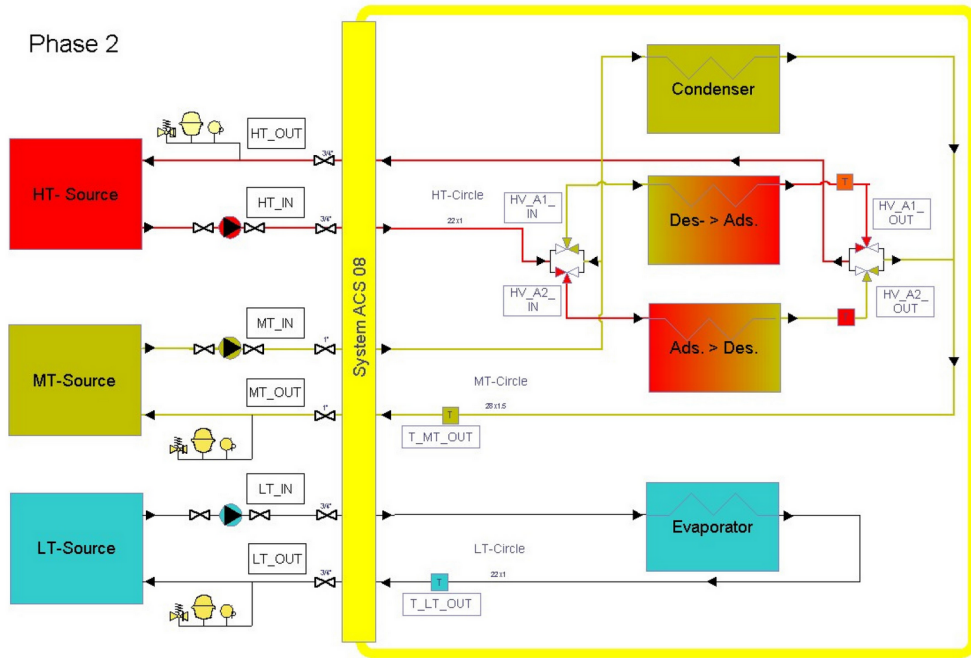 Phase 2
HT- Source
HT_OUT
3/4"
HT_IN
3/4"
HT-Circle
22x1
MT-Source
MT_IN
1"
MT_OUT
1"
MT-Circle
28x1.5
T
T_MT_OUT
LT-Source
LT_IN
3/4"
LT_OUT
3/4"
LT-Circle
22x1
T
T_LT_OUT
System ACS 08
Condenser
HV_A1_
IN
Des- > Ads.
T
HV_A1_
OUT
HV_A2_
IN
Ads. > Des.
HV_A2_
OUT
Evaporator